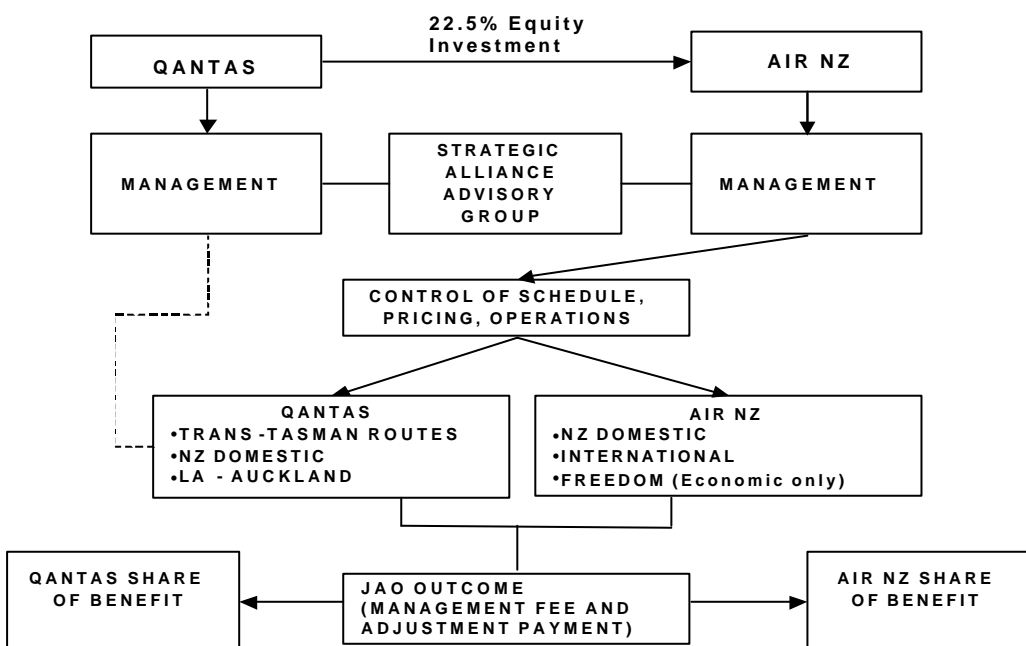 22.5% Equity
Investment
QANTAS
AIR NZ
MANAGEMENT
STRATEGIC
ALLIANCE
ADVISORY
GROUP
MANAGEMENT
CONTROL OF SCHEDULE,
PRICING, OPERATIONS
QANTAS
•TRANS -TASMAN ROUTES
•NZ DOMESTIC
•LA - AUCKLAND
AIR NZ
•NZ DOMESTIC
•INTERNATIONAL
•FREEDOM (Economic only)
QANTAS SHARE
OF BENEFIT
JAO OUTCOME
(MANAGEMENT FEE AND
ADJUSTMENT PAYMENT)
AIR NZ SHARE
OF BENEFIT